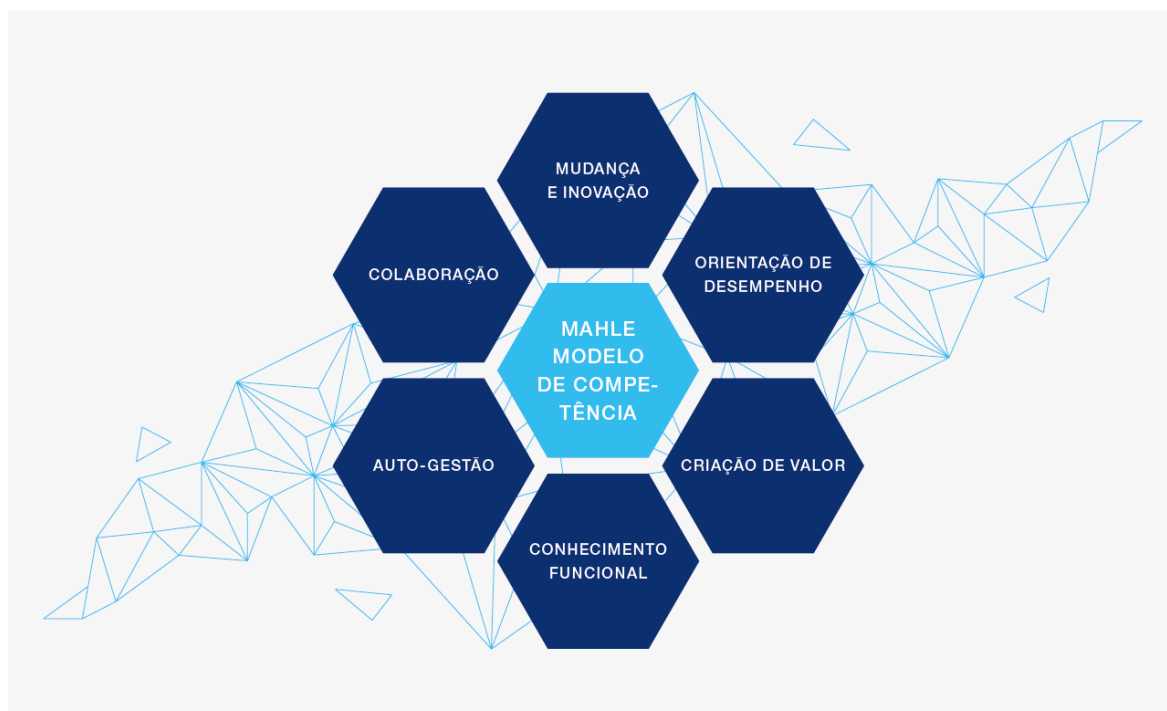 MUDANÇA
E INOVAÇÃO
COLABORAÇÃO
ORIENTAÇÃO DE
DESEMPENHO
MAHLE
MODELO
DE COMPE-
TÊNCIA
AUTO-GESTÃO
CRIAÇÃO DE VALOR
CONHECIMENTO
FUNCIONAL